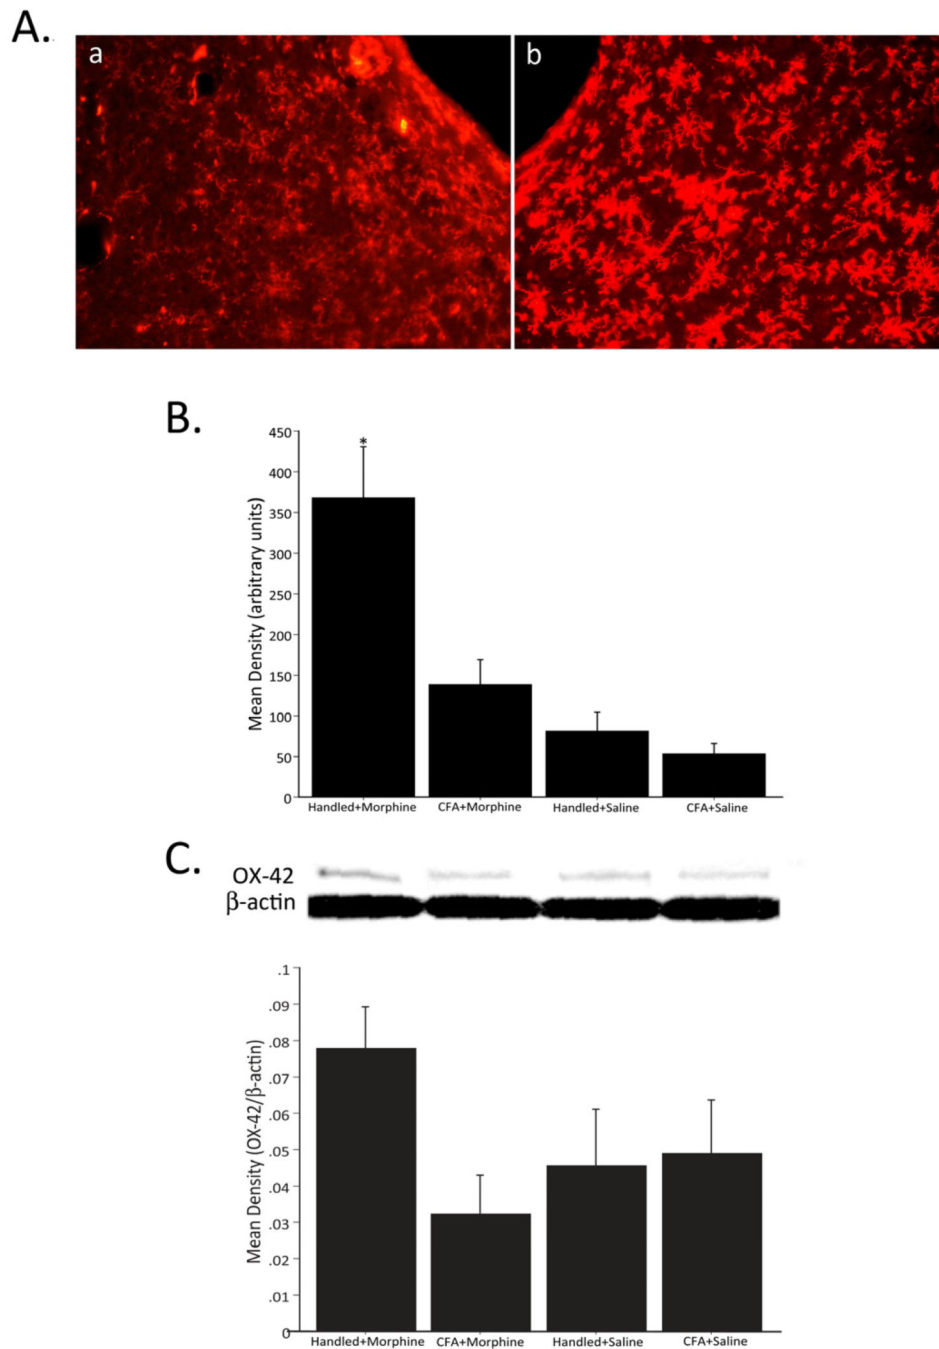 A.
a
b
B.
Mean Density (arbitrary units)
450
400
350
300
250
200
150
100
50
0
*
Handled+Morphine
CFA+Morphine
Handled+Saline
CFA+Saline
C.
OX-42
β-actin
Mean Density (OX-42/β-actin)
.1
.09
.08
.07
.06
.05
.04
.03
.02
.01
0
Handled+Morphine
CFA+Morphine
Handled+Saline
CFA+Saline